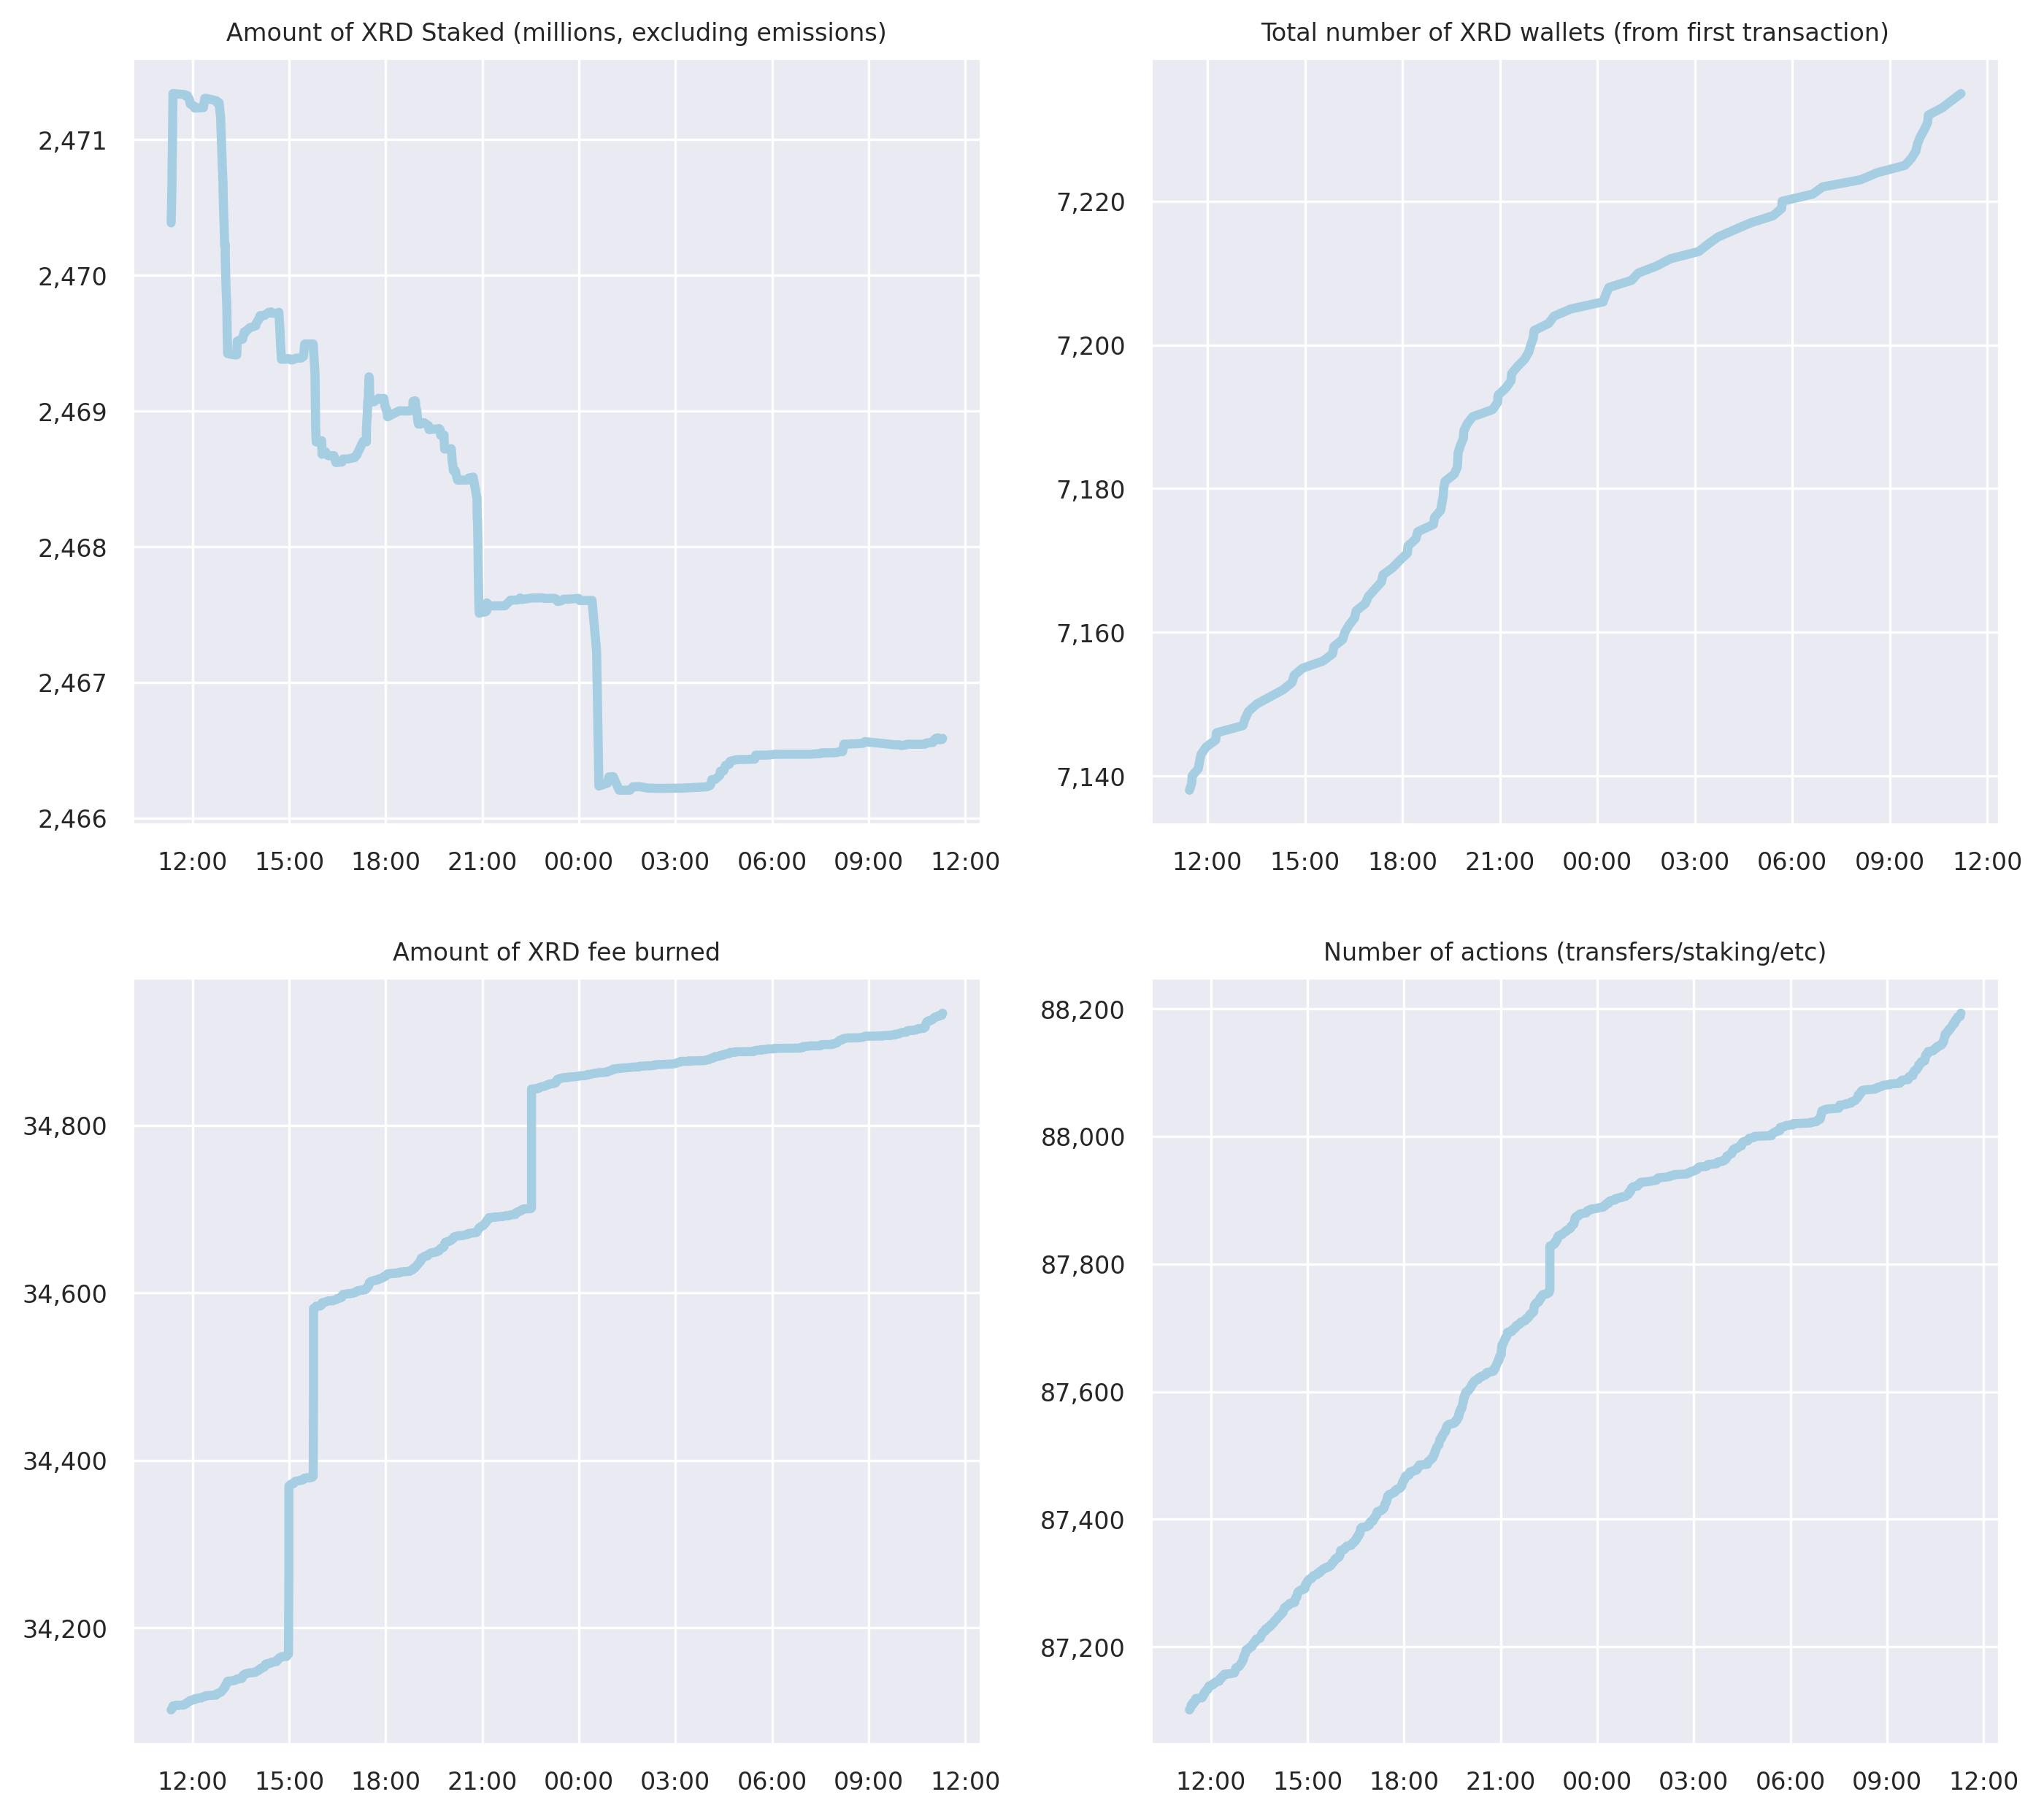 Amount of XRD Staked (millions, excluding emissions)
2,471
2,470
2,469
2,468
2,467
2,466
12:00 15:00 18:00 21:00 00:00 03:00 06:00 09:00 12:00
Total number of XRD wallets (from first transaction)
7,220
7,200
7,180
7,160
7,140
12:00 15:00 18:00 21:00 00:00 03:00 06:00 09:00 12:00
Amount of XRD fee burned
34,800
34,600
34,400
34,200
12:00 15:00 18:00 21:00 00:00 03:00 06:00 09:00 12:00
Number of actions (transfers/staking/etc)
88,200
88,000
87,800
87,600
87,400
87,200
12:00 15:00 18:00 21:00 00:00 03:00 06:00 09:00 12:00